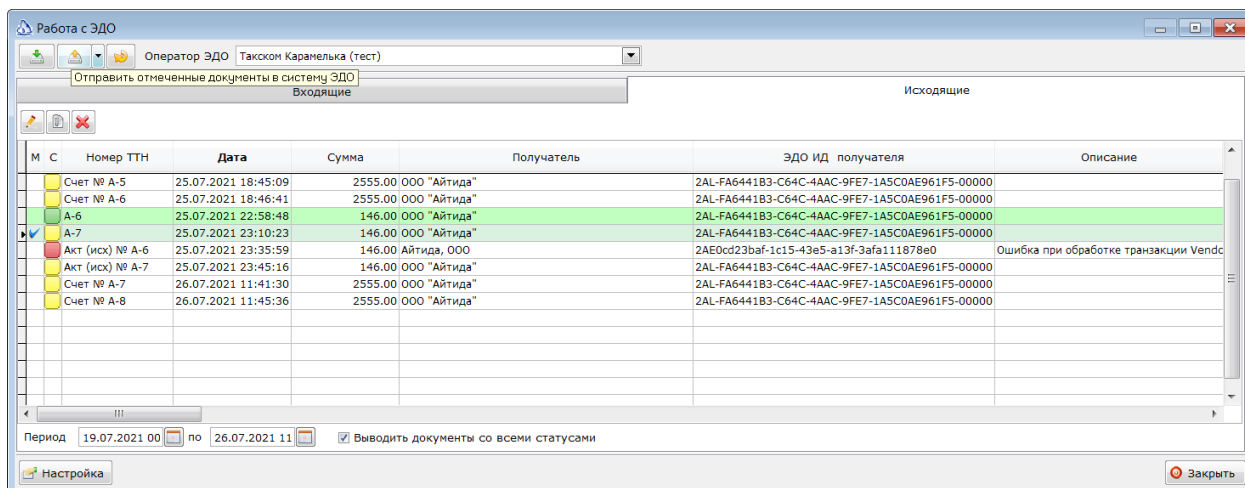 Работа с ЭДО
Оператор ЭДО Такском Карамелька (тест)
Отправить отмеченные документы в систему ЭДО
Входящие Исходящие
М С Номер ТТН Дата Сумма Получатель ЭДО ИД получателя Описание
Счет № А-5 25.07.2021 18:45:09 2555.00 ООО "Айтида" 2AL-FA6441B3-C64C-4AAC-9FE7-1A5C0AE961F5-00000
Счет № А-6 25.07.2021 18:46:41 2555.00 ООО "Айтида" 2AL-FA6441B3-C64C-4AAC-9FE7-1A5C0AE961F5-00000
А-6 25.07.2021 22:58:48 146.00 ООО "Айтида" 2AL-FA6441B3-C64C-4AAC-9FE7-1A5C0AE961F5-00000
А-7 25.07.2021 23:10:23 146.00 ООО "Айтида" 2AL-FA6441B3-C64C-4AAC-9FE7-1A5C0AE961F5-00000
Акт (исх) № А-6 25.07.2021 23:35:59 146.00 Айтида, ООО 2AE0cd23baf-1c15-43e5-a13f-3afa111878e0 Ошибка при обработке транзакции Vendo
Акт (исх) № А-7 25.07.2021 23:45:16 146.00 ООО "Айтида" 2AL-FA6441B3-C64C-4AAC-9FE7-1A5C0AE961F5-00000
Счет № А-7 26.07.2021 11:41:30 2555.00 ООО "Айтида" 2AL-FA6441B3-C64C-4AAC-9FE7-1A5C0AE961F5-00000
Счет № А-8 26.07.2021 11:45:36 2555.00 ООО "Айтида" 2AL-FA6441B3-C64C-4AAC-9FE7-1A5C0AE961F5-00000
Период 19.07.2021 00 по 26.07.2021 11 Выводить документы со всеми статусами
Настройка Закрыть